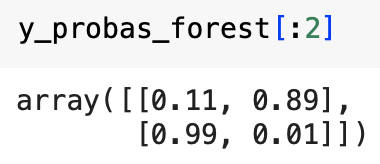 y_probas_forest[:2]
array([[0.11, 0.89],
       [0.99, 0.01]])